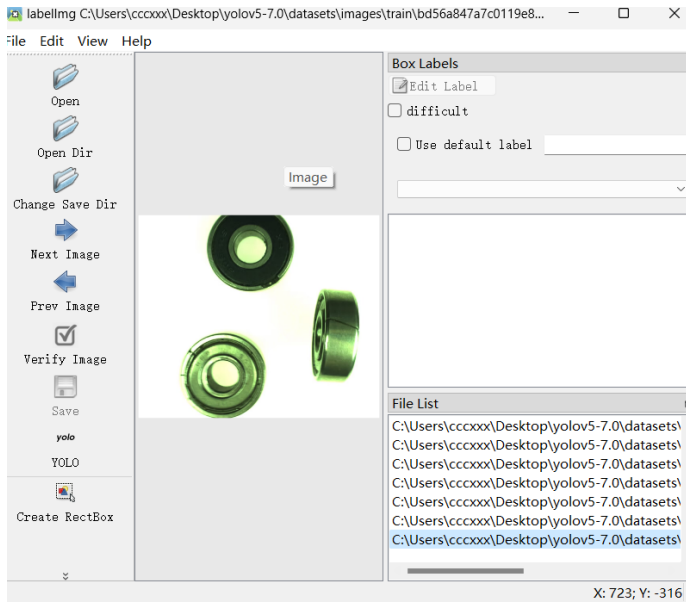 labelImg C:\Users\cccxxx\Desktop\yolov5-7.0\datasets\images\train\bd56a847a7c0119e8...
File Edit View Help
Open
Open Dir
Change Save Dir
Next Image
Prev Image
Verify Image
Save
yolo
YOLO
Create RectBox
Image
Box Labels
Edit Label
difficult
Use default label
File List
C:\Users\cccxxx\Desktop\yolov5-7.0\datasets\
C:\Users\cccxxx\Desktop\yolov5-7.0\datasets\
C:\Users\cccxxx\Desktop\yolov5-7.0\datasets\
C:\Users\cccxxx\Desktop\yolov5-7.0\datasets\
C:\Users\cccxxx\Desktop\yolov5-7.0\datasets\
C:\Users\cccxxx\Desktop\yolov5-7.0\datasets\
C:\Users\cccxxx\Desktop\yolov5-7.0\datasets\
X: 723; Y: -316